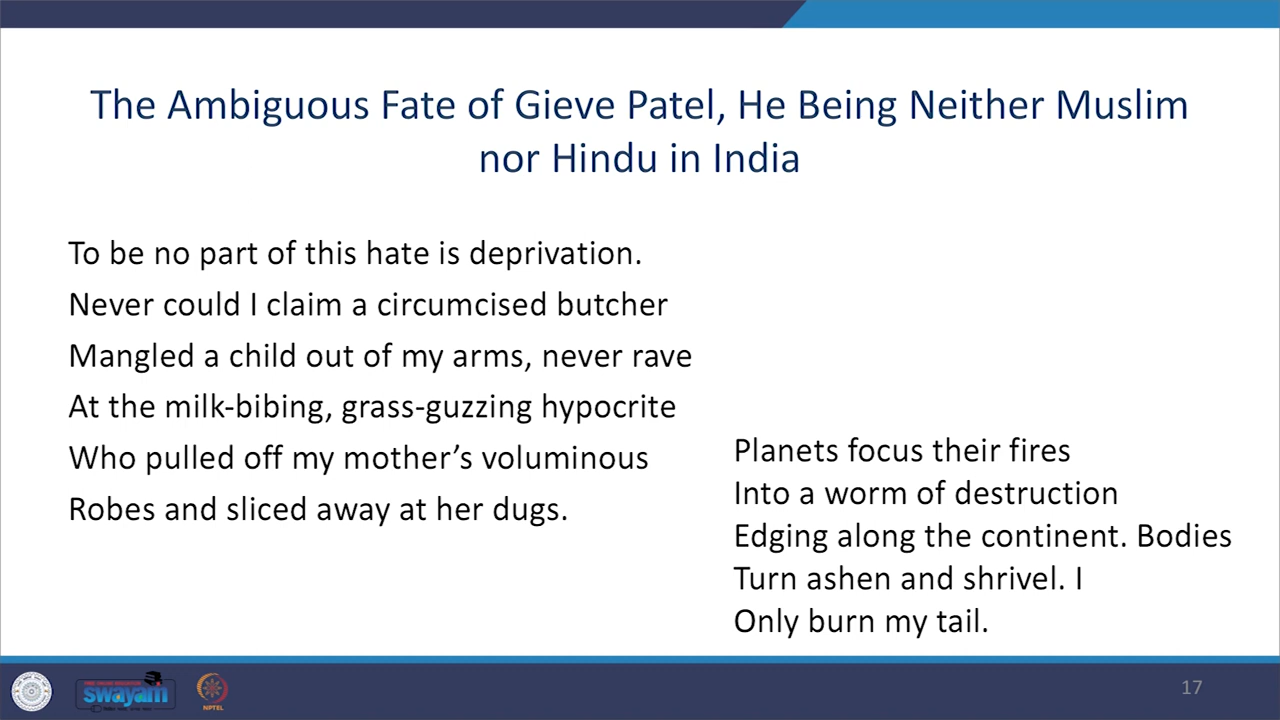 The Ambiguous Fate of Gieve Patel, He Being Neither Muslim
nor Hindu in India
To be no part of this hate is deprivation.
Never could I claim a circumcised butcher
Mangled a child out of my arms, never rave
At the milk-bibing, grass-guzzing hypocrite
Who pulled off my mother's voluminous
Robes and sliced away at her dugs.
Planets focus their fires
Into a worm of destruction
Edging along the continent. Bodies
Turn ashen and shrivel. I
Only burn my tail.
swayam
NPTEL
17